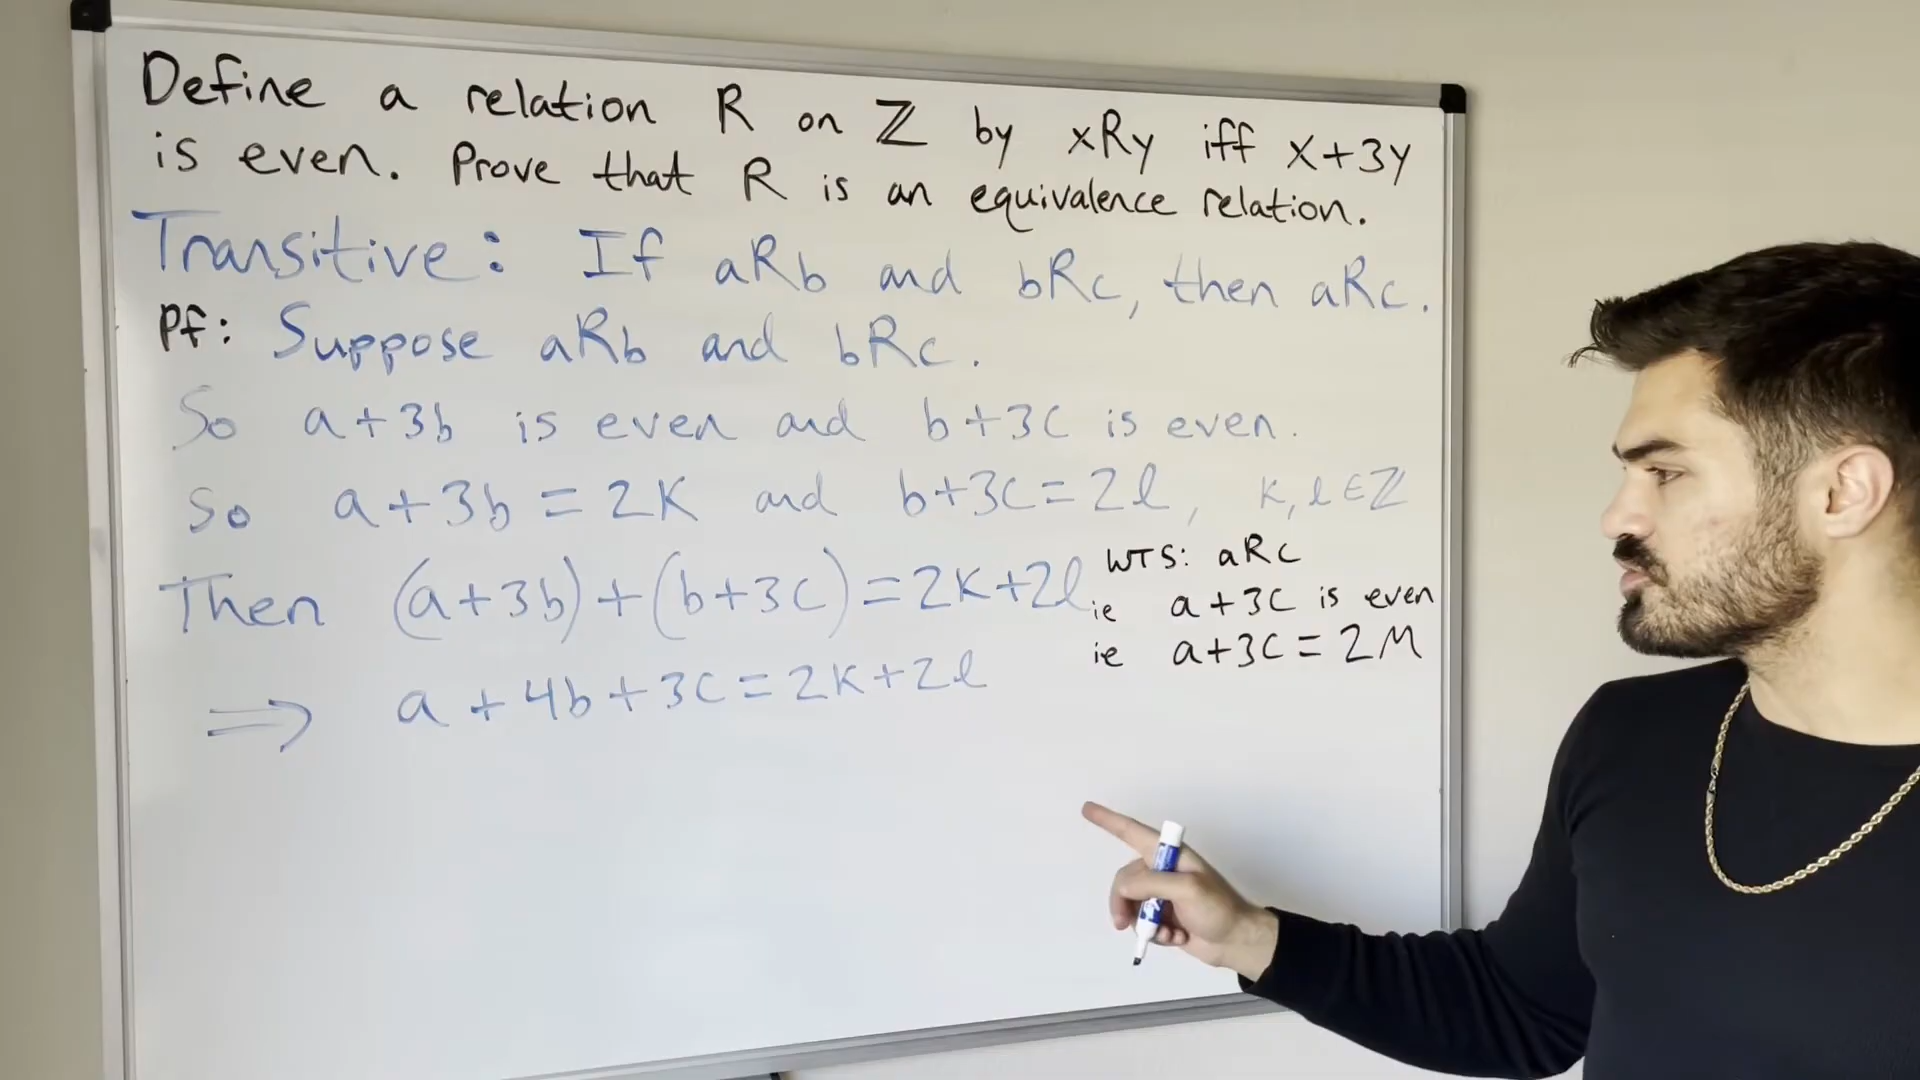 Define a relation R on ℤ by xRy iff x+3y
is even. Prove that R is an equivalence relation.
Transitive: If aRb and bRc, then aRc.
Pf: Suppose aRb and bRc.
So a+3b is even and b+3c is even.
So a+3b=2k and b+3c=2l, k,l∈ℤ
Then (a+3b)+(b+3c)=2k+2l
⇒ a+4b+3c=2k+2l
WTS: aRc
ie a+3c is even
ie a+3c=2M